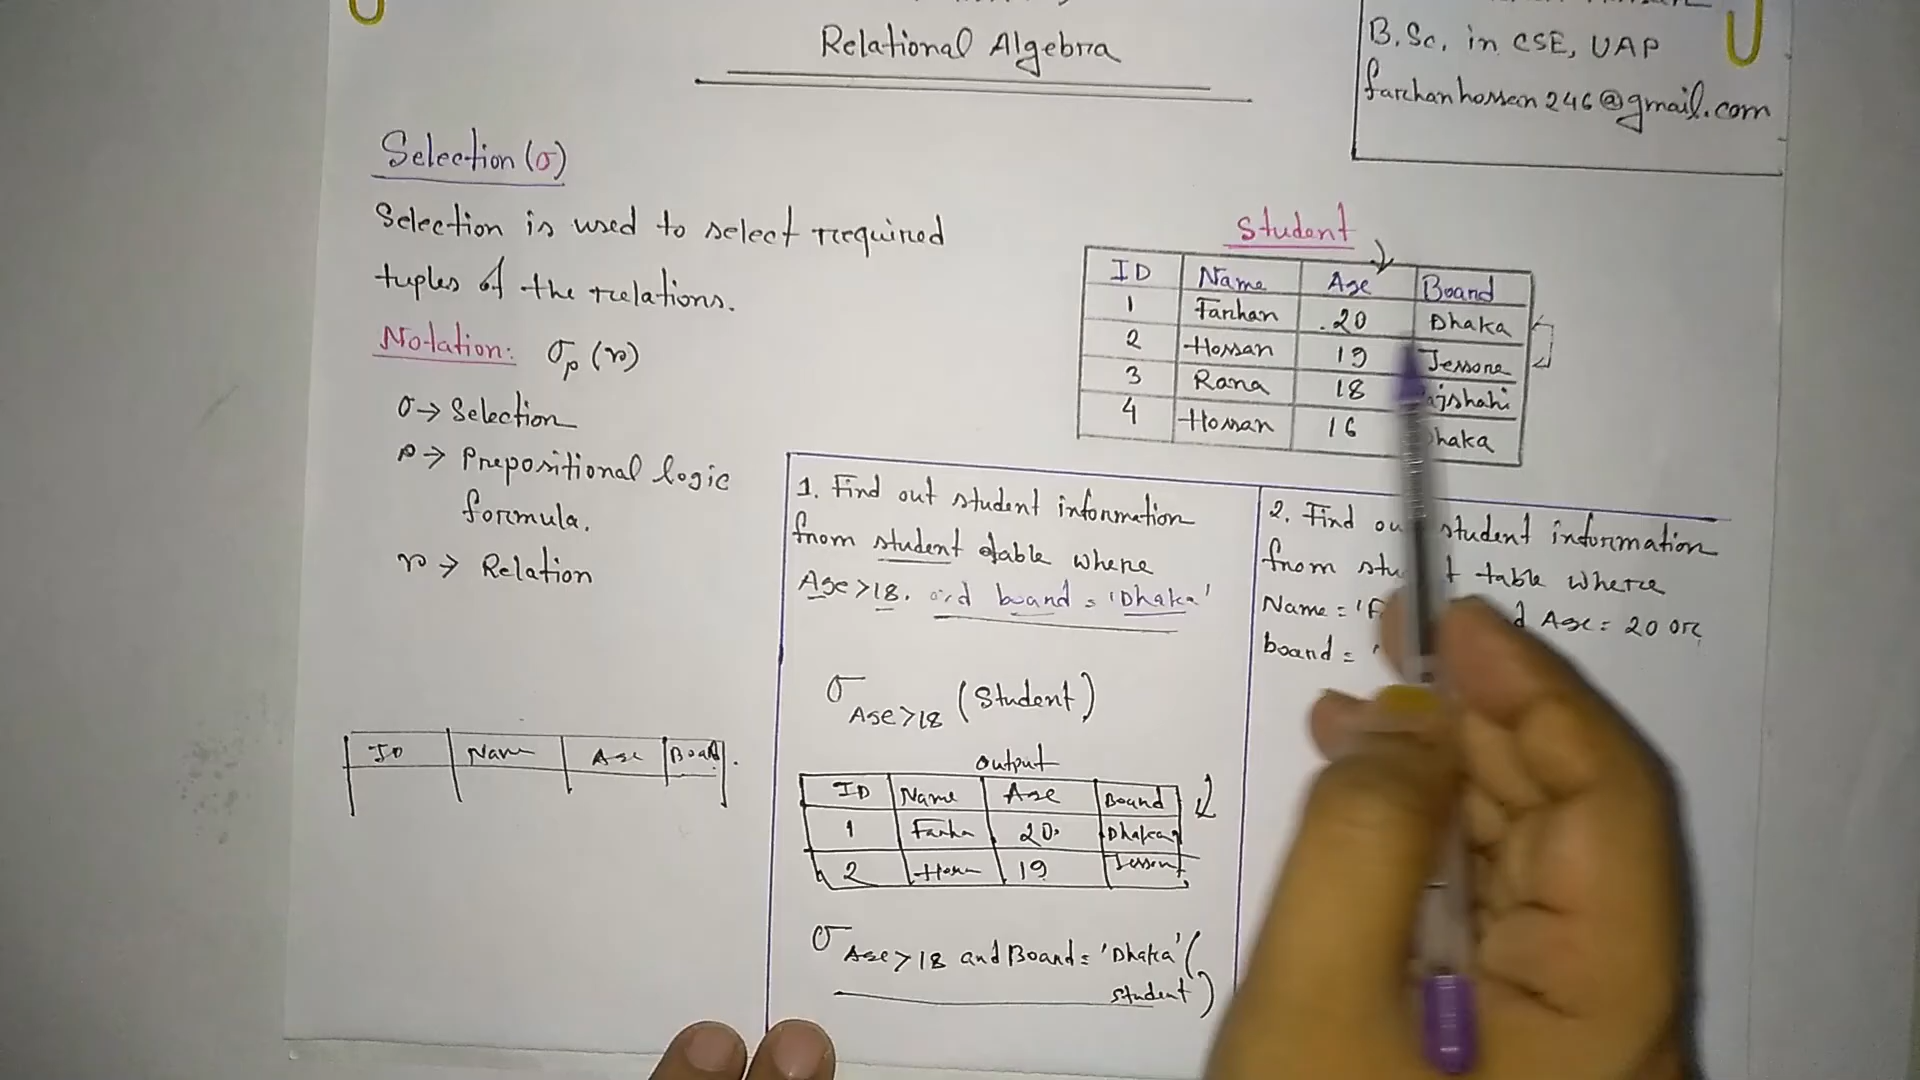 Relational Algebra
B.Sc. in CSE, UAP
farhanhossen246@gmail.com
Selection (σ)
Selection is used to select required
tuples of the relations.
Notation: σp (r)
σ → Selection
p → Prepositional logic
formula.
r → Relation
Student
ID Name Age Board
1 Farhan 20 Dhaka
2 Hossan 19 Jessore
3 Rana 18 ajshahi
4 Hossan 16 haka
1. Find out student information
from student table where
Age >18. and board = 'Dhaka'
σ Age >18 (Student)
output
ID Name Age Board
1 Farha 20 Dhaka
2 19
σ Age > 18 and Board = 'Dhaka' (
student)
2. Find student information
from table where
Name = Age = 20 or
board =
ID Name Age Board